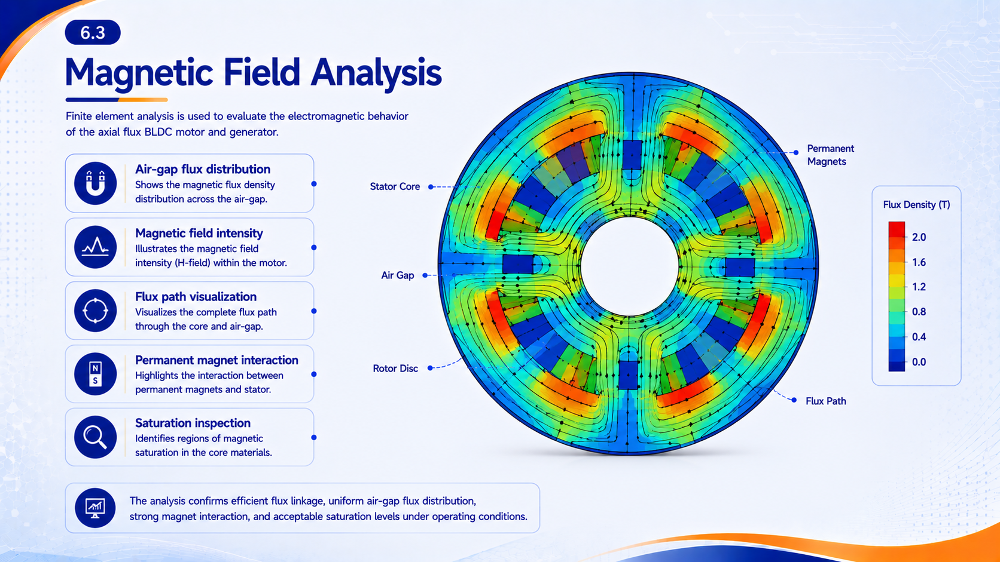 6.3
Magnetic Field Analysis
Finite element analysis is used to evaluate the electromagnetic behavior
of the axial flux BLDC motor and generator.
Air-gap flux distribution
Shows the magnetic flux density
distribution across the air-gap.
Magnetic field intensity
Illustrates the magnetic field
intensity (H-field) within the motor.
Flux path visualization
Visualizes the complete flux path
through the core and air-gap.
N
S
Permanent magnet interaction
Highlights the interaction between
permanent magnets and stator.
Saturation inspection
Identifies regions of magnetic
saturation in the core materials.
The analysis confirms efficient flux linkage, uniform air-gap flux distribution,
strong magnet interaction, and acceptable saturation levels under operating conditions.
Stator Core
Air Gap
Rotor Disc
Permanent
Magnets
Flux Path
Flux Density (T)
2.0
1.6
1.2
0.8
0.4
0.0